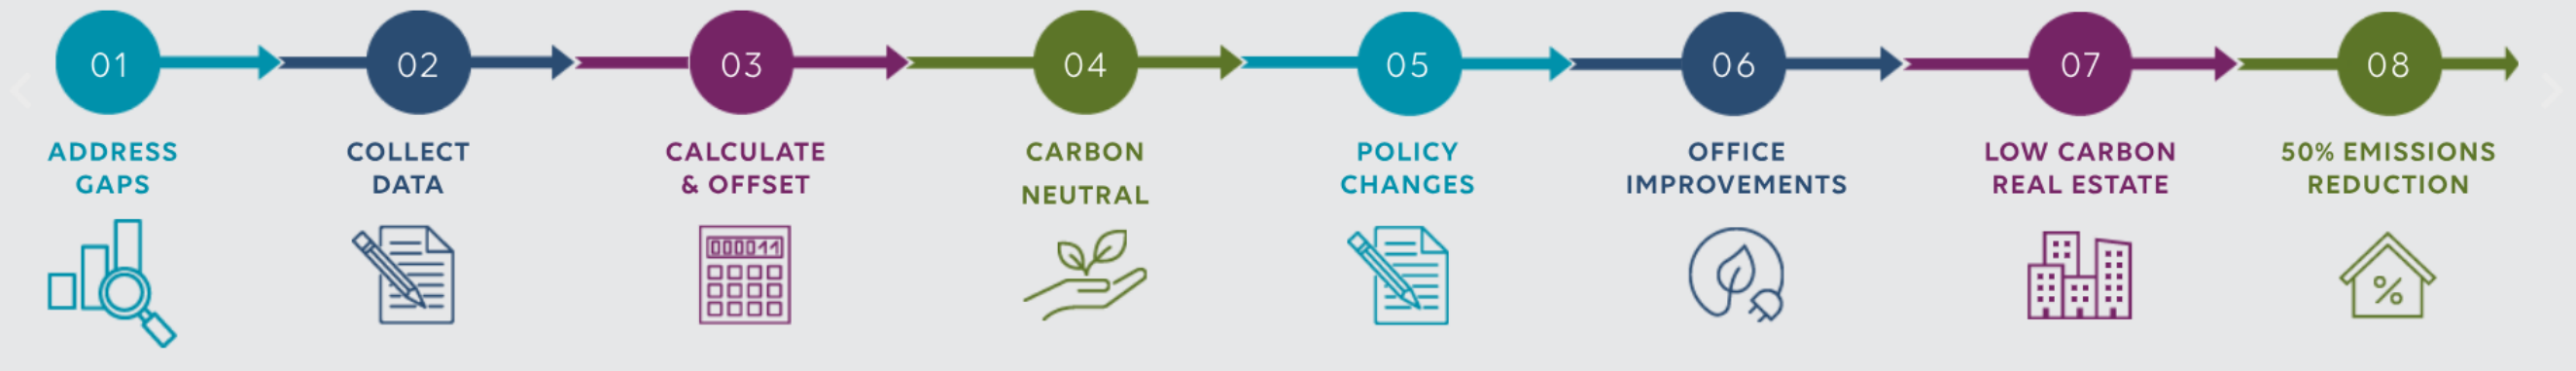 01
02
03
04
05
06
07
08
ADDRESS
GAPS
COLLECT
DATA
CALCULATE
& OFFSET
CARBON
NEUTRAL
POLICY
CHANGES
OFFICE
IMPROVEMENTS
LOW CARBON
REAL ESTATE
50% EMISSIONS
REDUCTION
000011
%